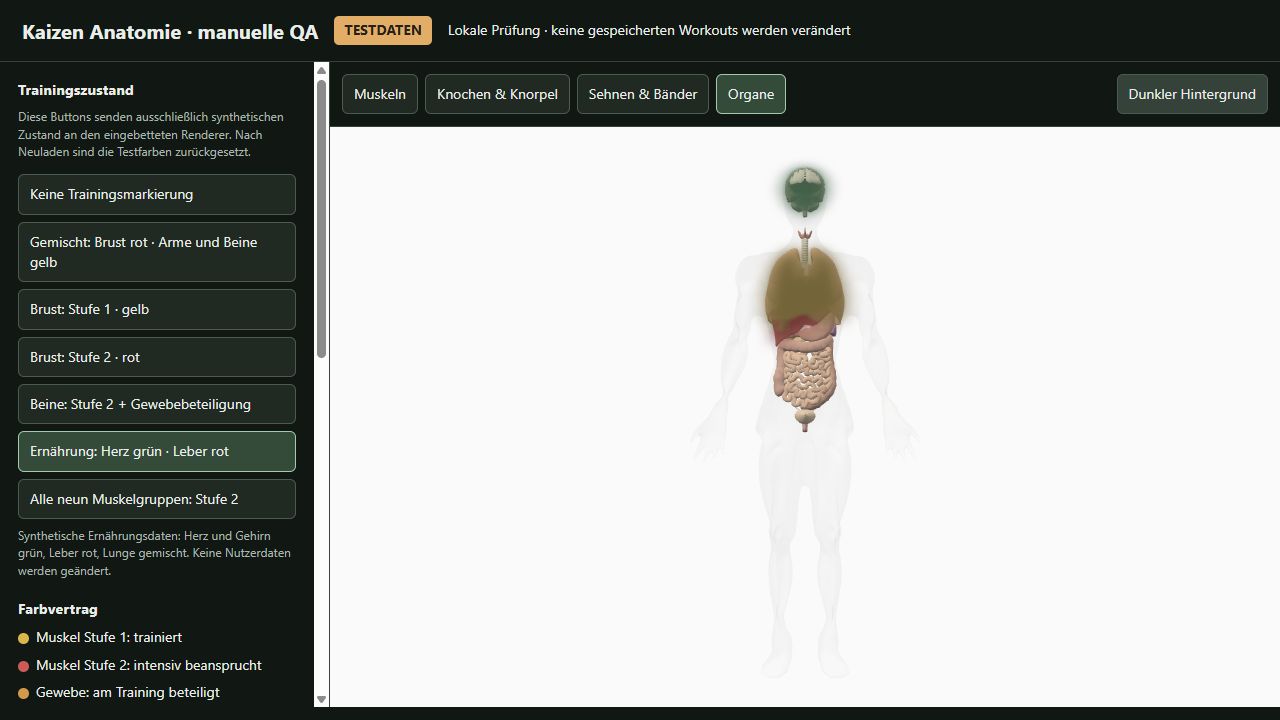 Kaizen Anatomie · manuelle QA
TESTDATEN
Lokale Prüfung · keine gespeicherten Workouts werden verändert
Trainingszustand
Diese Buttons senden ausschließlich synthetischen
Zustand an den eingebetteten Renderer. Nach
Neuladen sind die Testfarben zurückgesetzt.
Keine Trainingsmarkierung
Gemischt: Brust rot · Arme und Beine
gelb
Brust: Stufe 1 · gelb
Brust: Stufe 2 · rot
Beine: Stufe 2 + Gewebebeteiligung
Ernährung: Herz grün · Leber rot
Alle neun Muskelgruppen: Stufe 2
Synthetische Ernährungsdaten: Herz und Gehirn
grün, Leber rot, Lunge gemischt. Keine Nutzerdaten
werden geändert.
Farbvertrag
Muskel Stufe 1: trainiert
Muskel Stufe 2: intensiv beansprucht
Gewebe: am Training beteiligt
Muskeln
Knochen & Knorpel
Sehnen & Bänder
Organe
Dunkler Hintergrund